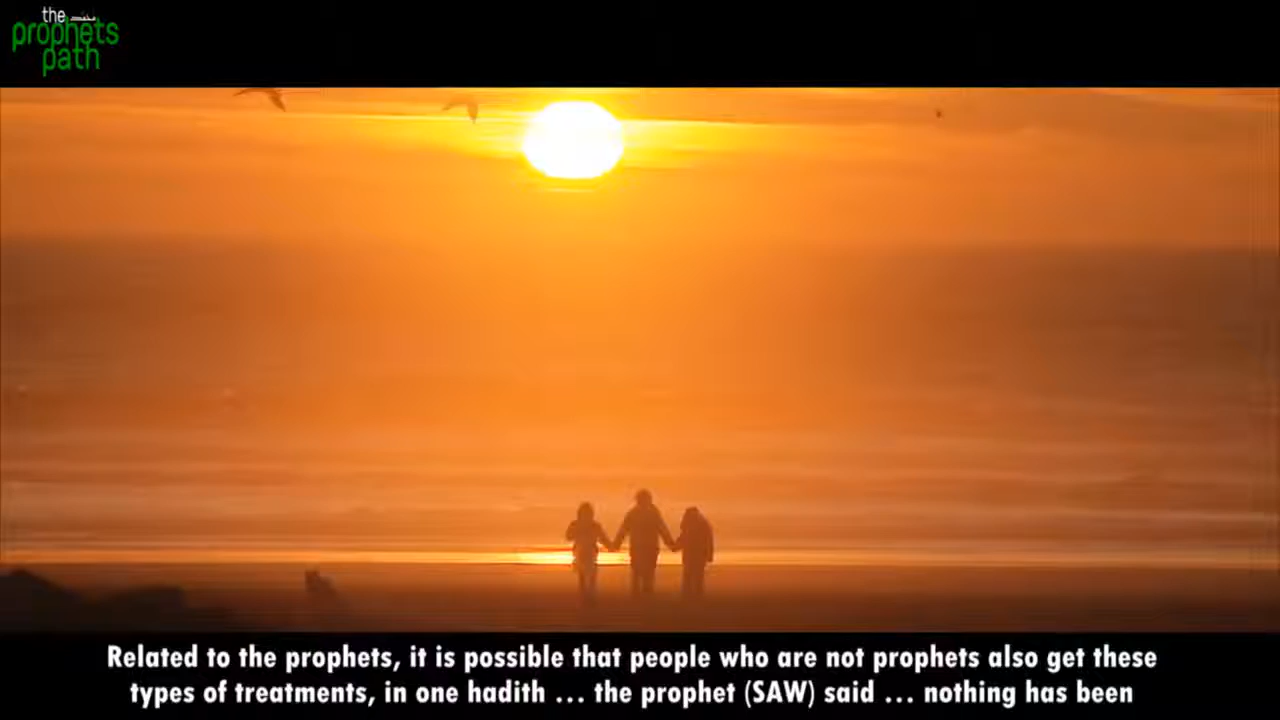 the
prophets
path
Related to the prophets, it is possible that people who are not prophets also get these
types of treatments, in one hadith ... the prophet (SAW) said ... nothing has been